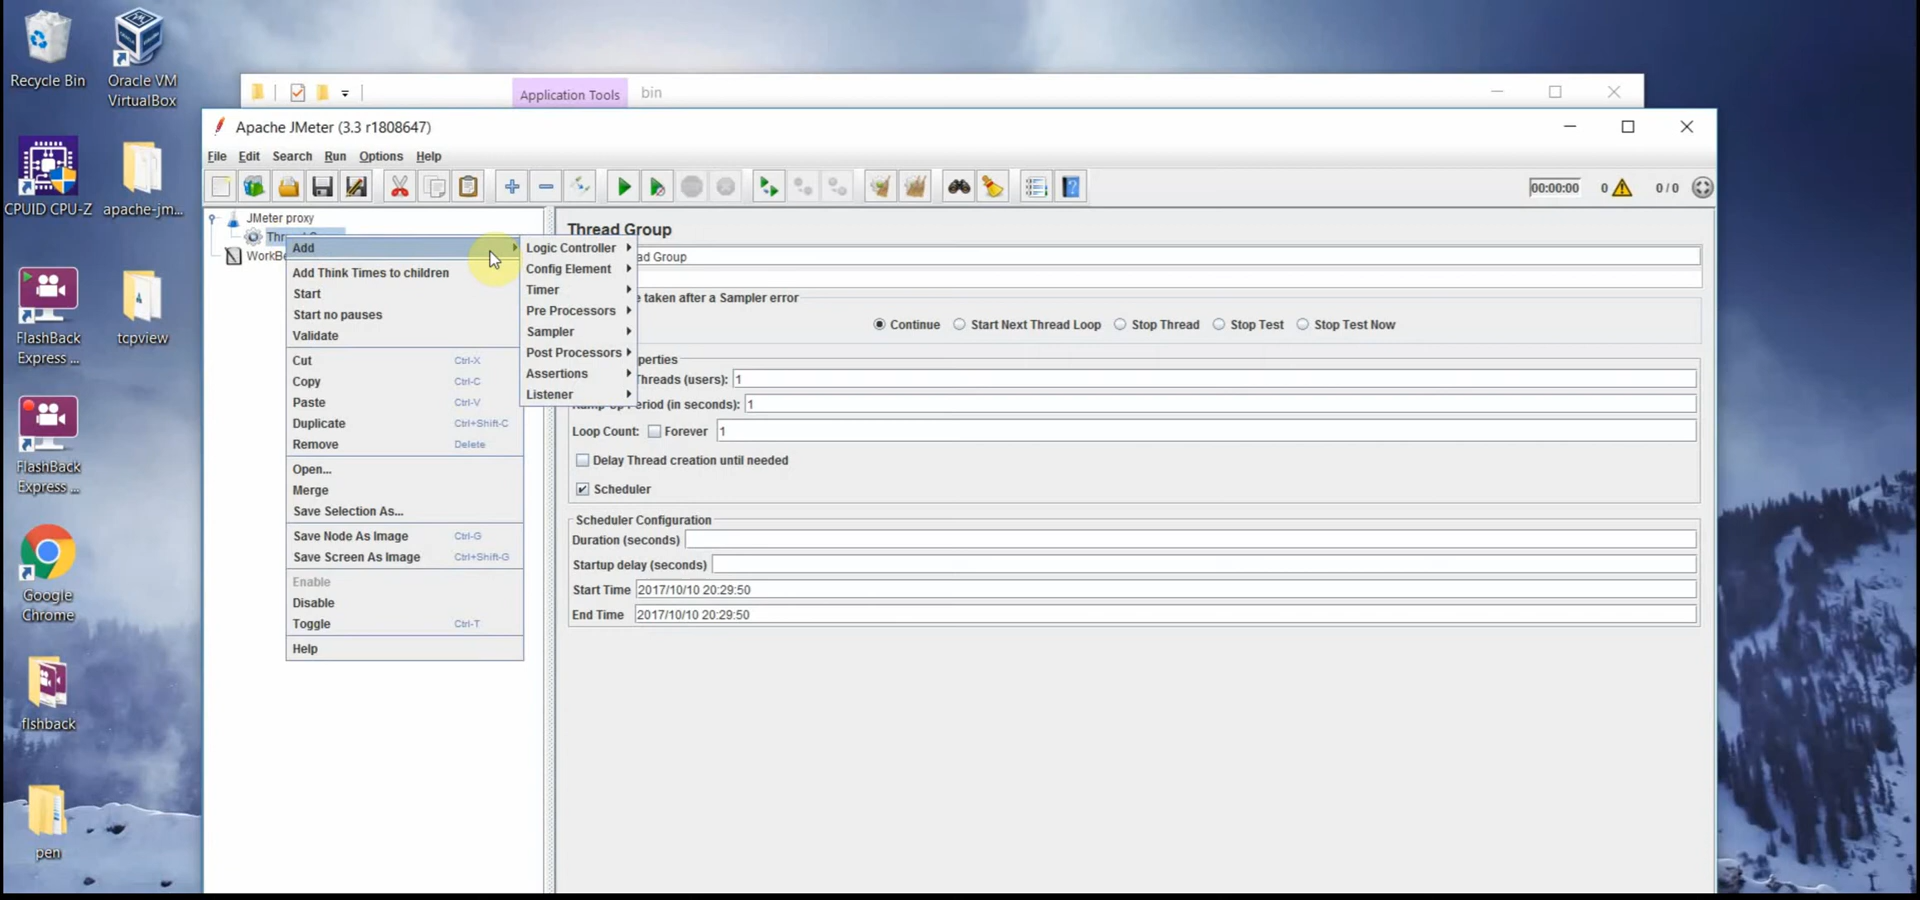 Recycle Bin
Oracle VM
VirtualBox
CPUID CPU-Z
apache-jm...
FlashBack
Express ...
tcpview
FlashBack
Express ...
Google
Chrome
flshback
pen
Application Tools
bin
Apache JMeter (3.3 r1808647)
File Edit Search Run Options Help
00:00:00 0 0 / 0
JMeter proxy
WorkBe
Add
Add Think Times to children
Start
Start no pauses
Validate
Cut Ctrl-X
Copy Ctrl-C
Paste Ctrl-V
Duplicate Ctrl+Shift-C
Remove Delete
Open...
Merge
Save Selection As...
Save Node As Image Ctrl-G
Save Screen As Image Ctrl+Shift-G
Enable
Disable
Toggle Ctrl-T
Help
Logic Controller
Config Element
Timer
Pre Processors
Sampler
Post Processors
Assertions
Listener
Thread Group
ad Group
e taken after a Sampler error
Continue Start Next Thread Loop Stop Thread Stop Test Stop Test Now
perties
Threads (users): 1
Ramp-Up Period (in seconds): 1
Loop Count: Forever 1
Delay Thread creation until needed
Scheduler
Scheduler Configuration
Duration (seconds)
Startup delay (seconds)
Start Time 2017/10/10 20:29:50
End Time 2017/10/10 20:29:50